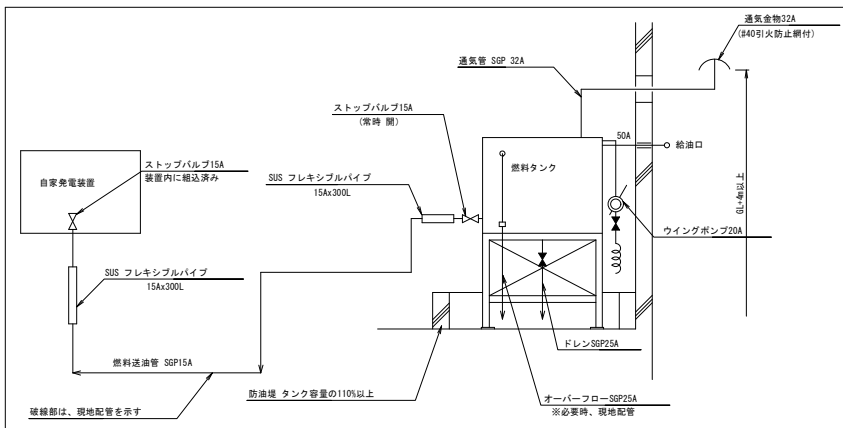 通気金物32A
(#40引火防止網付)
通気管 SGP 32A
ストップバルブ15A
(常時 開)
50A
給油口
ストップバルブ15A
装置内に組込済み
自家発電装置
SUS フレキシブルパイプ
15Ax300L
燃料タンク
GL+4m以上
ウイングポンプ20A
SUS フレキシブルパイプ
15Ax300L
ドレンSGP25A
燃料送油管 SGP15A
防油堤 タンク容量の110%以上
オーバーフローSGP25A
※必要時、現地配管
破線部は、現地配管を示す